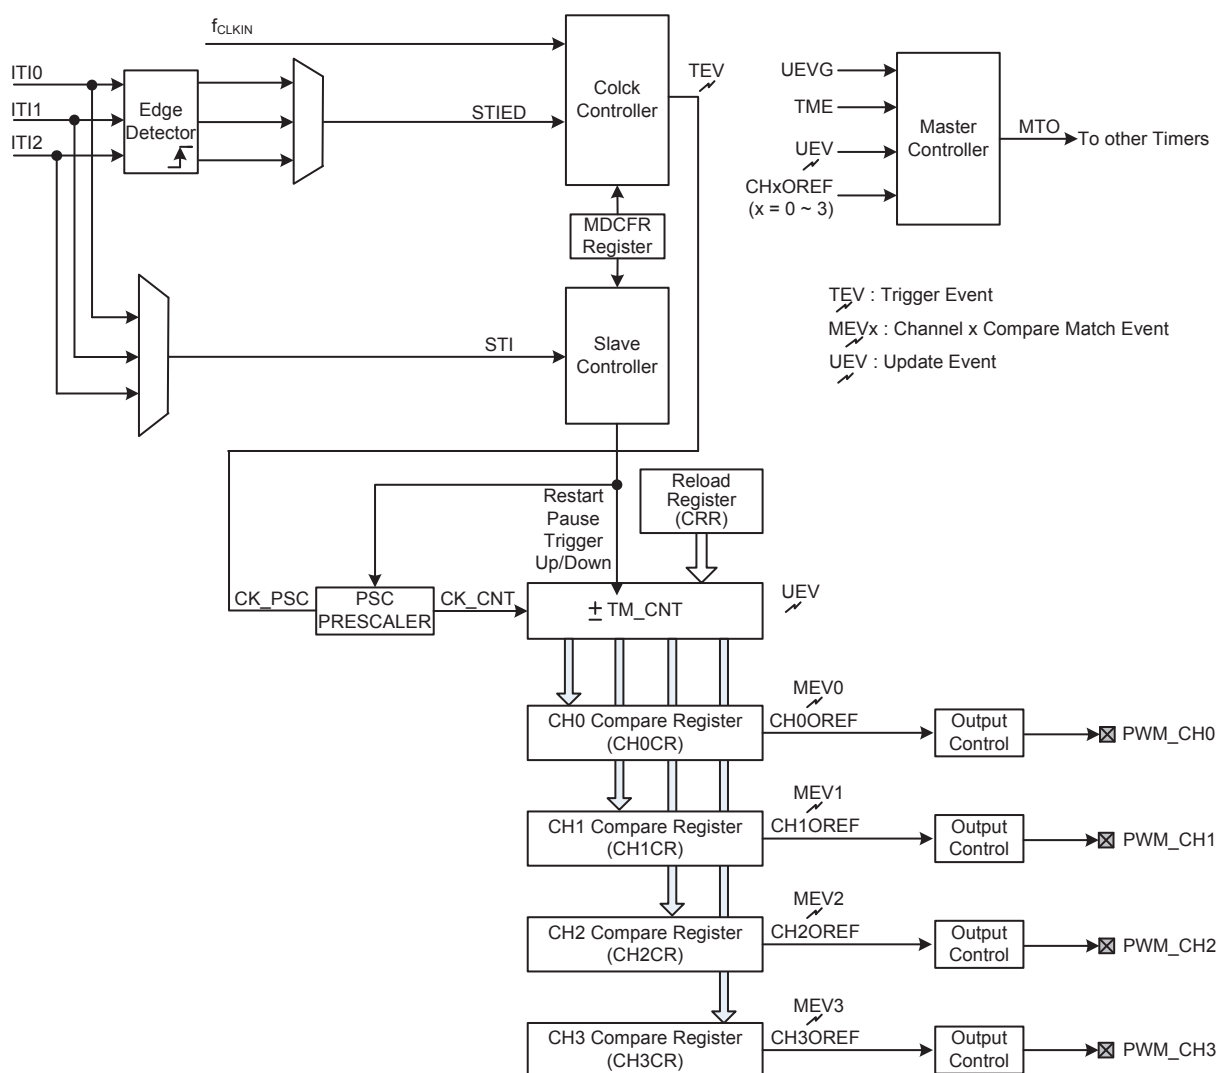 fCLKIN
ITI0
ITI1
ITI2
Edge
Detector
STIED
Colck
Controller
TEV
UEVG
TME
UEV
CHxOREF
(x = 0 ~ 3)
Master
Controller
MTO
To other Timers
MDCFR
Register
TEV : Trigger Event
MEVx : Channel x Compare Match Event
UEV : Update Event
STI
Slave
Controller
Restart
Pause
Trigger
Up/Down
Reload
Register
(CRR)
CK_PSC
PSC
PRESCALER
CK_CNT
± TM_CNT
UEV
CH0 Compare Register
(CH0CR)
MEV0
CH0OREF
Output
Control
PWM_CH0
CH1 Compare Register
(CH1CR)
MEV1
CH1OREF
Output
Control
PWM_CH1
CH2 Compare Register
(CH2CR)
MEV2
CH2OREF
Output
Control
PWM_CH2
CH3 Compare Register
(CH3CR)
MEV3
CH3OREF
Output
Control
PWM_CH3